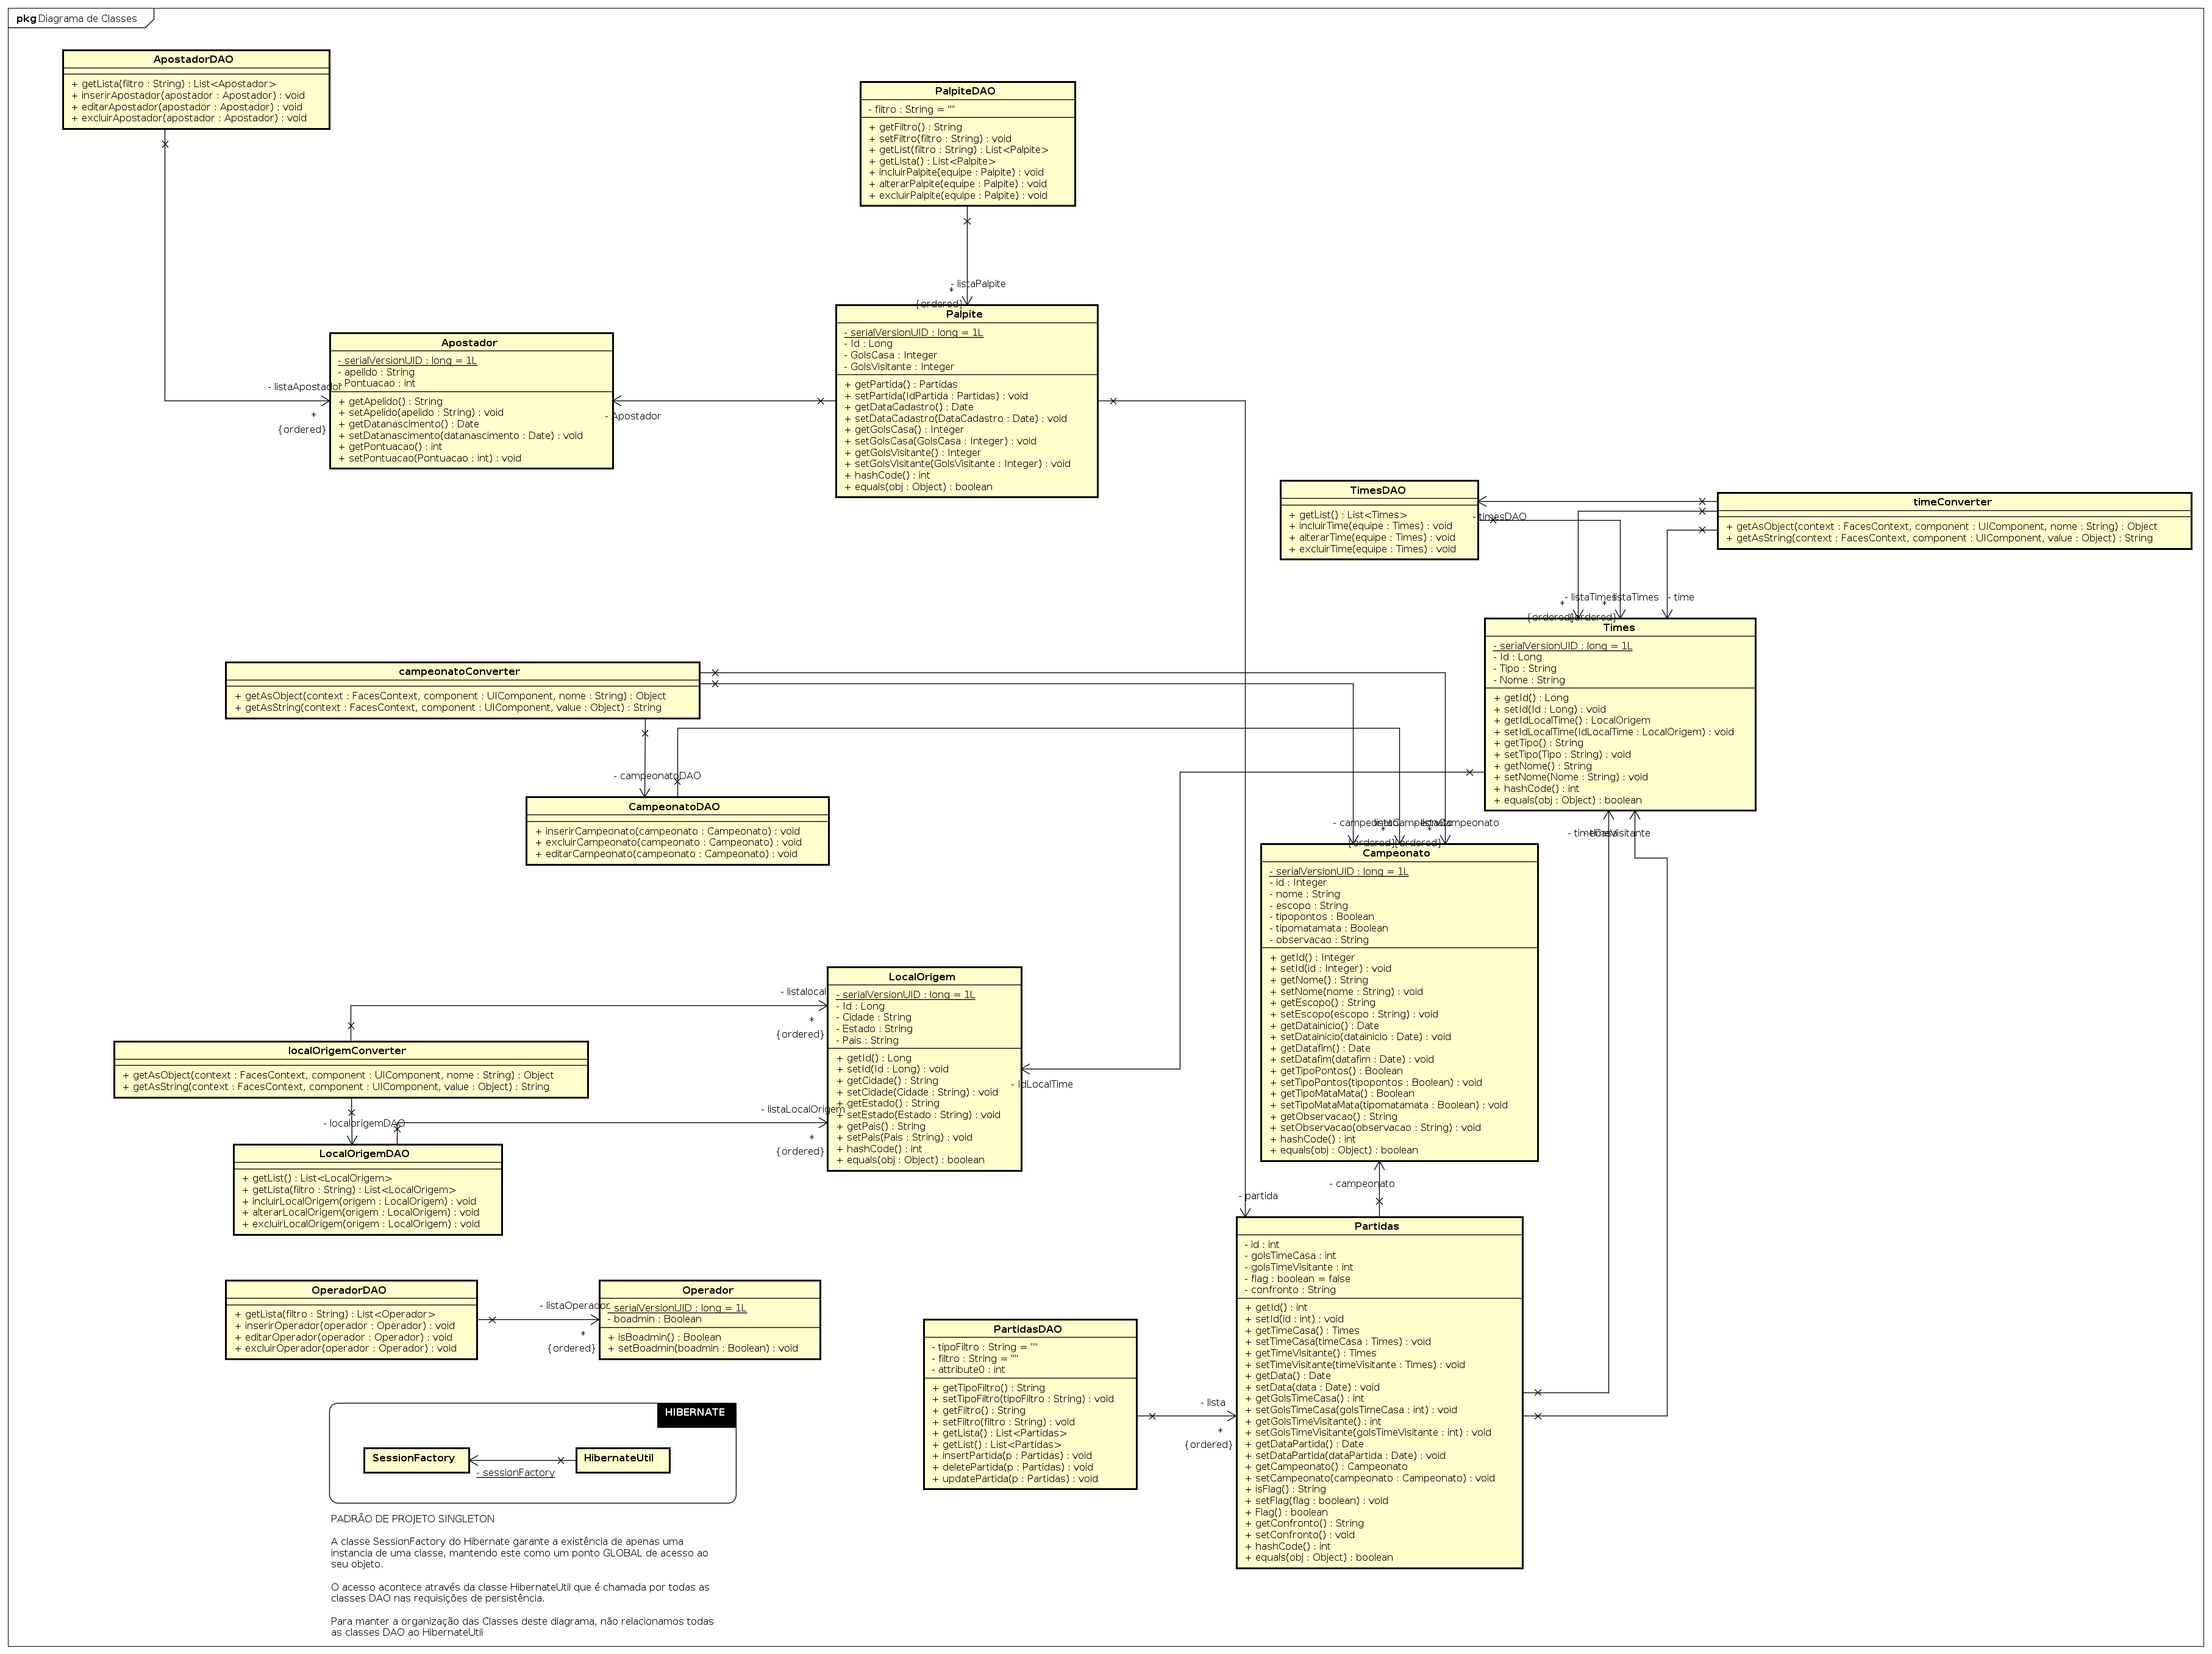 pkg Diagrama de Classes
ApostadorDAO
+ getLista(filtro : String) : List<Apostador>
+ inserirApostador(apostador : Apostador) : void
+ editarApostador(apostador : Apostador) : void
+ excluirApostador(apostador : Apostador) : void
PalpiteDAO
- filtro : String = ""
+ getFiltro() : String
+ setFiltro(filtro : String) : void
+ getList(filtro : String) : List<Palpite>
+ getLista() : List<Palpite>
+ incluirPalpite(equipe : Palpite) : void
+ alterarPalpite(equipe : Palpite) : void
+ excluirPalpite(equipe : Palpite) : void
- listaPalpite
*
{ordered}
Palpite
- serialVersionUID : long = 1L
- Id : Long
- GolsCasa : Integer
- GolsVisitante : Integer
+ getPartida() : Partidas
+ setPartida(IdPartida : Partidas) : void
+ getDataCadastro() : Date
+ setDataCadastro(DataCadastro : Date) : void
+ getGolsCasa() : Integer
+ setGolsCasa(GolsCasa : Integer) : void
+ getGolsVisitante() : Integer
+ setGolsVisitante(GolsVisitante : Integer) : void
+ hashCode() : int
+ equals(obj : Object) : boolean
Apostador
- serialVersionUID : long = 1L
- apelido : String
- Pontuacao : int
+ getApelido() : String
+ setApelido(apelido : String) : void
+ getDatanascimento() : Date
+ setDatanascimento(datanascimento : Date) : void
+ getPontuacao() : int
+ setPontuacao(Pontuacao : int) : void
- listaApostador
*
{ordered}
- Apostador
TimesDAO
+ getList() : List<Times>
+ incluirTime(equipe : Times) : void
+ alterarTime(equipe : Times) : void
+ excluirTime(equipe : Times) : void
- timesDAO
timeConverter
+ getAsObject(context : FacesContext, component : UIComponent, nome : String) : Object
+ getAsString(context : FacesContext, component : UIComponent, value : Object) : String
- listaTimes
*
{ordered}
- listaTimes
*
{ordered}
- time
Times
- serialVersionUID : long = 1L
- Id : Long
- Tipo : String
- Nome : String
+ getId() : Long
+ setId(Id : Long) : void
+ getIdLocalTime() : LocalOrigem
+ setIdLocalTime(IdLocalTime : LocalOrigem) : void
+ getTipo() : String
+ setTipo(Tipo : String) : void
+ getNome() : String
+ setNome(Nome : String) : void
+ hashCode() : int
+ equals(obj : Object) : boolean
campeonatoConverter
+ getAsObject(context : FacesContext, component : UIComponent, nome : String) : Object
+ getAsString(context : FacesContext, component : UIComponent, value : Object) : String
- campeonatoDAO
CampeonatoDAO
+ inserirCampeonato(campeonato : Campeonato) : void
+ excluirCampeonato(campeonato : Campeonato) : void
+ editarCampeonato(campeonato : Campeonato) : void
*
{ordered}
*
{ordered}
Campeonato
- serialVersionUID : long = 1L
- id : Integer
- nome : String
- escopo : String
- tipopontos : Boolean
- tipomatamata : Boolean
- observacao : String
+ getId() : Integer
+ setId(id : Integer) : void
+ getNome() : String
+ setNome(nome : String) : void
+ getEscopo() : String
+ setEscopo(escopo : String) : void
+ getDatainicio() : Date
+ setDatainicio(datainicio : Date) : void
+ getDatafim() : Date
+ setDatafim(datafim : Date) : void
+ getTipoPontos() : Boolean
+ setTipoPontos(tipopontos : Boolean) : void
+ getTipoMataMata() : Boolean
+ setTipoMataMata(tipomatamata : Boolean) : void
+ getObservacao() : String
+ setObservacao(observacao : String) : void
+ hashCode() : int
+ equals(obj : Object) : boolean
LocalOrigem
- serialVersionUID : long = 1L
- Id : Long
- Cidade : String
- Estado : String
- Pais : String
+ getId() : Long
+ setId(Id : Long) : void
+ getCidade() : String
+ setCidade(Cidade : String) : void
+ getEstado() : String
+ setEstado(Estado : String) : void
+ getPais() : String
+ setPais(Pais : String) : void
+ hashCode() : int
+ equals(obj : Object) : boolean
- listalocal
*
{ordered}
- IdLocalTime
localOrigemConverter
+ getAsObject(context : FacesContext, component : UIComponent, nome : String) : Object
+ getAsString(context : FacesContext, component : UIComponent, value : Object) : String
- localorigemDAO
- listaLocalOrigem
*
{ordered}
LocalOrigemDAO
+ getList() : List<LocalOrigem>
+ getLista(filtro : String) : List<LocalOrigem>
+ incluirLocalOrigem(origem : LocalOrigem) : void
+ alterarLocalOrigem(origem : LocalOrigem) : void
+ excluirLocalOrigem(origem : LocalOrigem) : void
- campeonato
- partida
Partidas
- id : int
- golsTimeCasa : int
- golsTimeVisitante : int
- flag : boolean = false
- confronto : String
+ getId() : int
+ setId(id : int) : void
+ getTimeCasa() : Times
+ setTimeCasa(timeCasa : Times) : void
+ getTimeVisitante() : Times
+ setTimeVisitante(timeVisitante : Times) : void
+ getData() : Date
+ setData(data : Date) : void
+ getGolsTimeCasa() : int
+ setGolsTimeCasa(golsTimeCasa : int) : void
+ getGolsTimeVisitante() : int
+ setGolsTimeVisitante(golsTimeVisitante : int) : void
+ getDataPartida() : Date
+ setDataPartida(dataPartida : Date) : void
+ getCampeonato() : Campeonato
+ setCampeonato(campeonato : Campeonato) : void
+ isFlag() : String
+ setFlag(flag : boolean) : void
+ Flag() : boolean
+ getConfronto() : String
+ setConfronto() : void
+ hashCode() : int
+ equals(obj : Object) : boolean
OperadorDAO
+ getLista(filtro : String) : List<Operador>
+ inserirOperador(operador : Operador) : void
+ editarOperador(operador : Operador) : void
+ excluirOperador(operador : Operador) : void
- listaOperador
*
{ordered}
Operador
- serialVersionUID : long = 1L
- boadmin : Boolean
+ isBoadmin() : Boolean
+ setBoadmin(boadmin : Boolean) : void
PartidasDAO
- tipoFiltro : String = ""
- filtro : String = ""
- attribute0 : int
+ getTipoFiltro() : String
+ setTipoFiltro(tipoFiltro : String) : void
+ getFiltro() : String
+ setFiltro(filtro : String) : void
+ getLista() : List<Partidas>
+ getList() : List<Partidas>
+ insertPartida(p : Partidas) : void
+ deletePartida(p : Partidas) : void
+ updatePartida(p : Partidas) : void
- lista
*
{ordered}
HIBERNATE
SessionFactory
HibernateUtil
- sessionFactory
PADRÃO DE PROJETO SINGLETON
A classe SessionFactory do Hibernate garante a existência de apenas uma
instancia de uma classe, mantendo este como um ponto GLOBAL de acesso ao
seu objeto.
O acesso acontece através da classe HibernateUtil que é chamada por todas as
classes DAO nas requisições de persistência.
Para manter a organização das Classes deste diagrama, não relacionamos todas
as classes DAO ao HibernateUtil